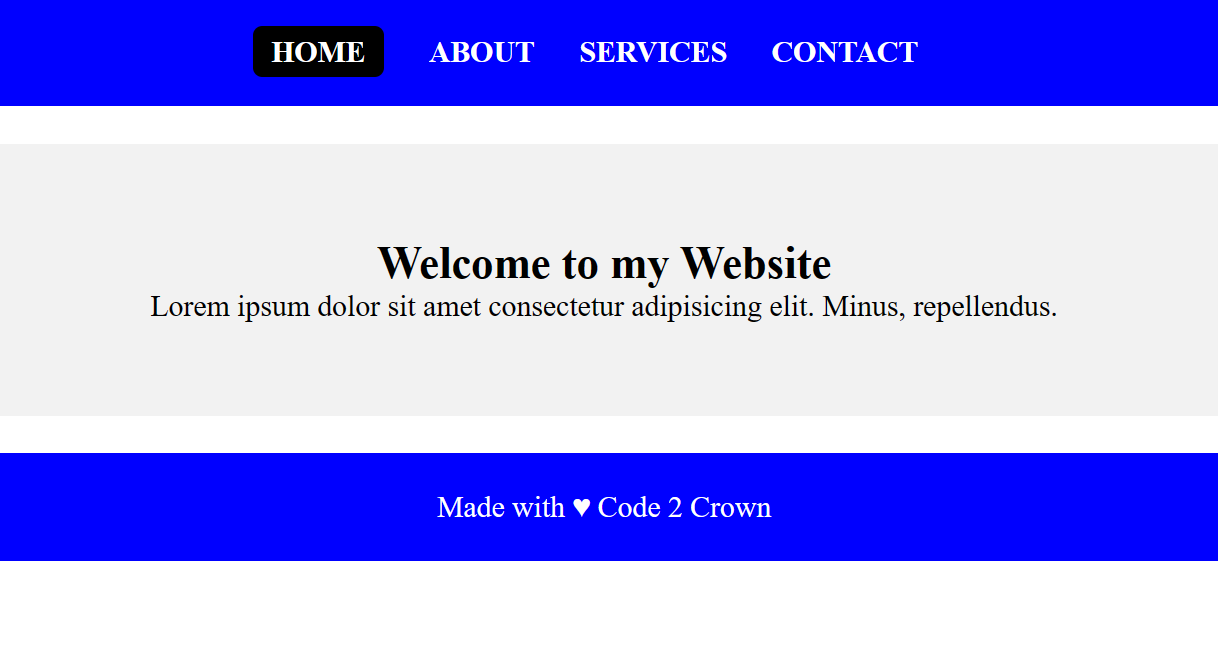 HOME ABOUT SERVICES CONTACT
Welcome to my Website
Lorem ipsum dolor sit amet consectetur adipisicing elit. Minus, repellendus.
Made with ♥ Code 2 Crown